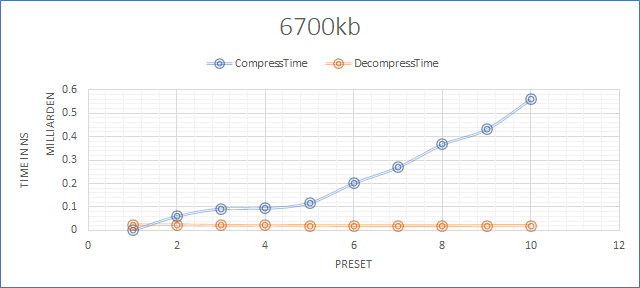 6700kb
CompressTime DecompressTime
TIME IN NS
MILLIARDEN
0.6
0.5
0.4
0.3
0.2
0.1
0
0 2 4 6 8 10 12
PRESET